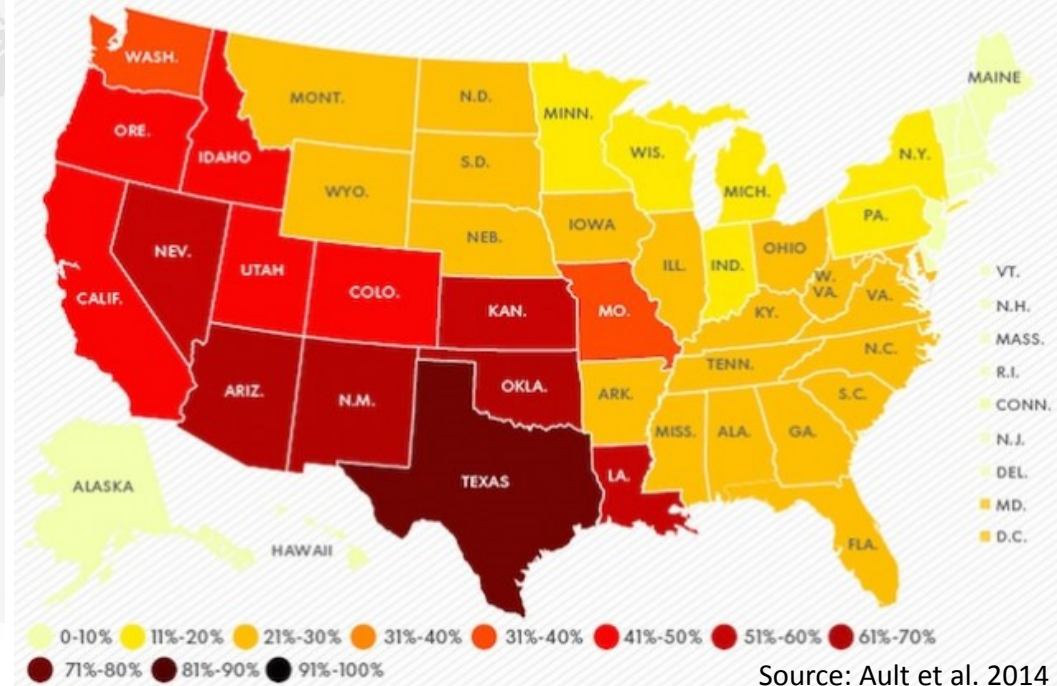 WASH.
MAINE
MONT.
N.D.
MINN.
ORE.
IDAHO
S.D.
WIS.
N.Y.
WYO.
MICH.
PA.
IOWA
NEB.
NEV.
UTAH
ILL.
IND.
OHIO
W.
VA.
VA.
CALIF.
COLO.
KAN.
MO.
KY.
N.C.
TENN.
ARIZ.
N.M.
OKLA.
ARK.
S.C.
MISS.
ALA.
GA.
LA.
TEXAS
FLA.
ALASKA
HAWAII
VT.
N.H.
MASS.
R.I.
CONN.
N.J.
DEL.
MD.
D.C.
0-10% 11%-20% 21%-30% 31%-40% 31%-40% 41%-50% 51%-60% 61%-70%
71%-80% 81%-90% 91%-100%
Source: Ault et al. 2014